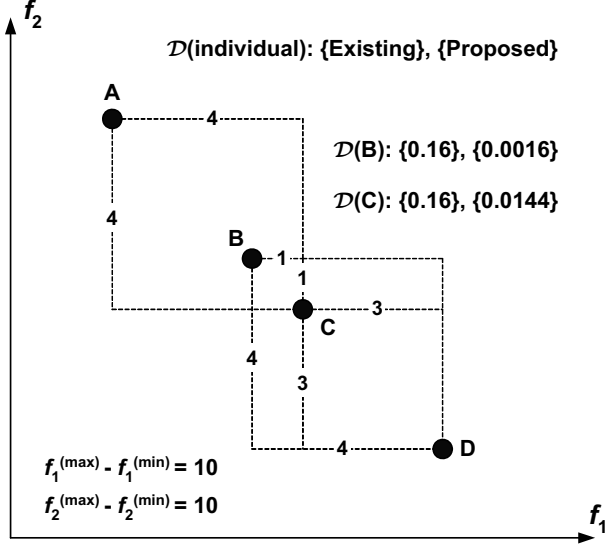 f₂
𝒟(individual): {Existing}, {Proposed}
A
4
𝒟(B): {0.16}, {0.0016}
𝒟(C): {0.16}, {0.0144}
4
B
1
1
C
3
4
3
4
D
f₁⁽ᵐᵃˣ⁾ - f₁⁽ᵐⁱⁿ⁾ = 10
f₂⁽ᵐᵃˣ⁾ - f₂⁽ᵐⁱⁿ⁾ = 10
f₁